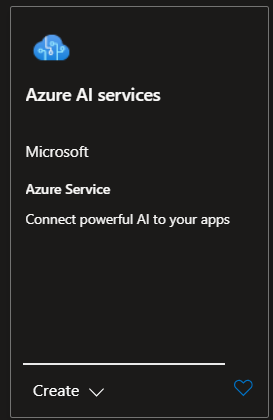 Azure AI services
Microsoft
Azure Service
Connect powerful AI to your apps
Create